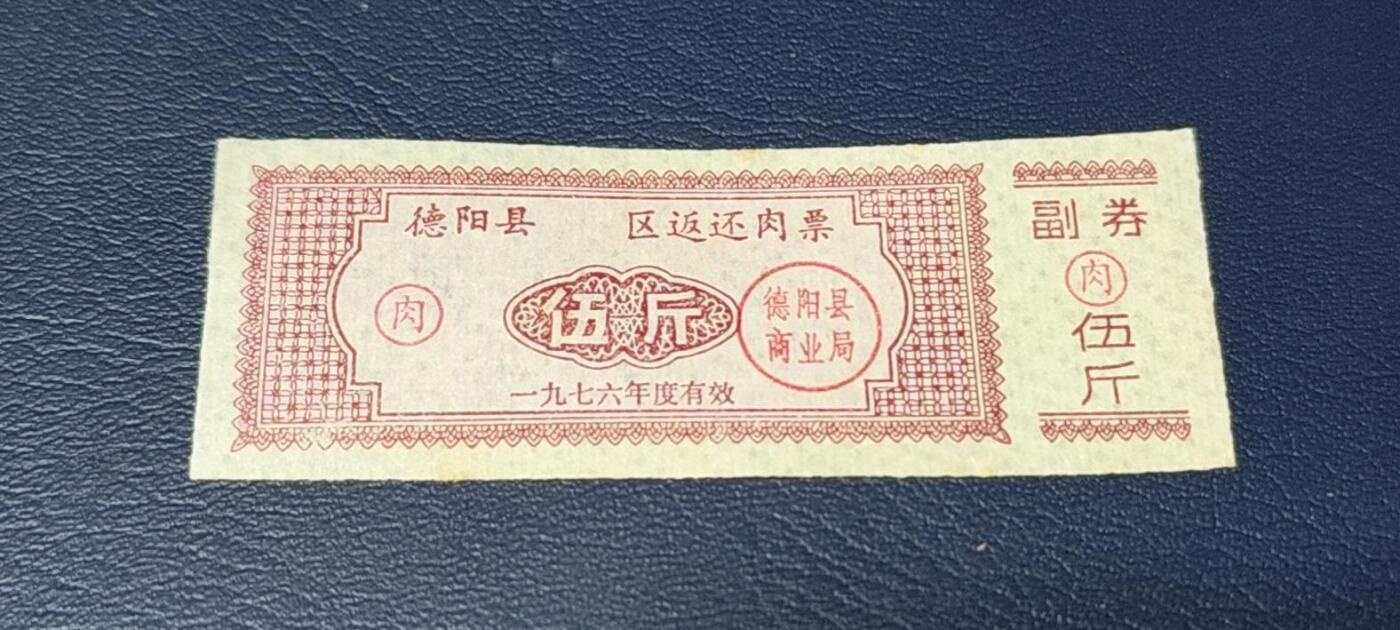 德阳县 区返还肉票
肉
伍斤
德阳县
商业局
一九七六年度有效
副券
肉
伍
斤